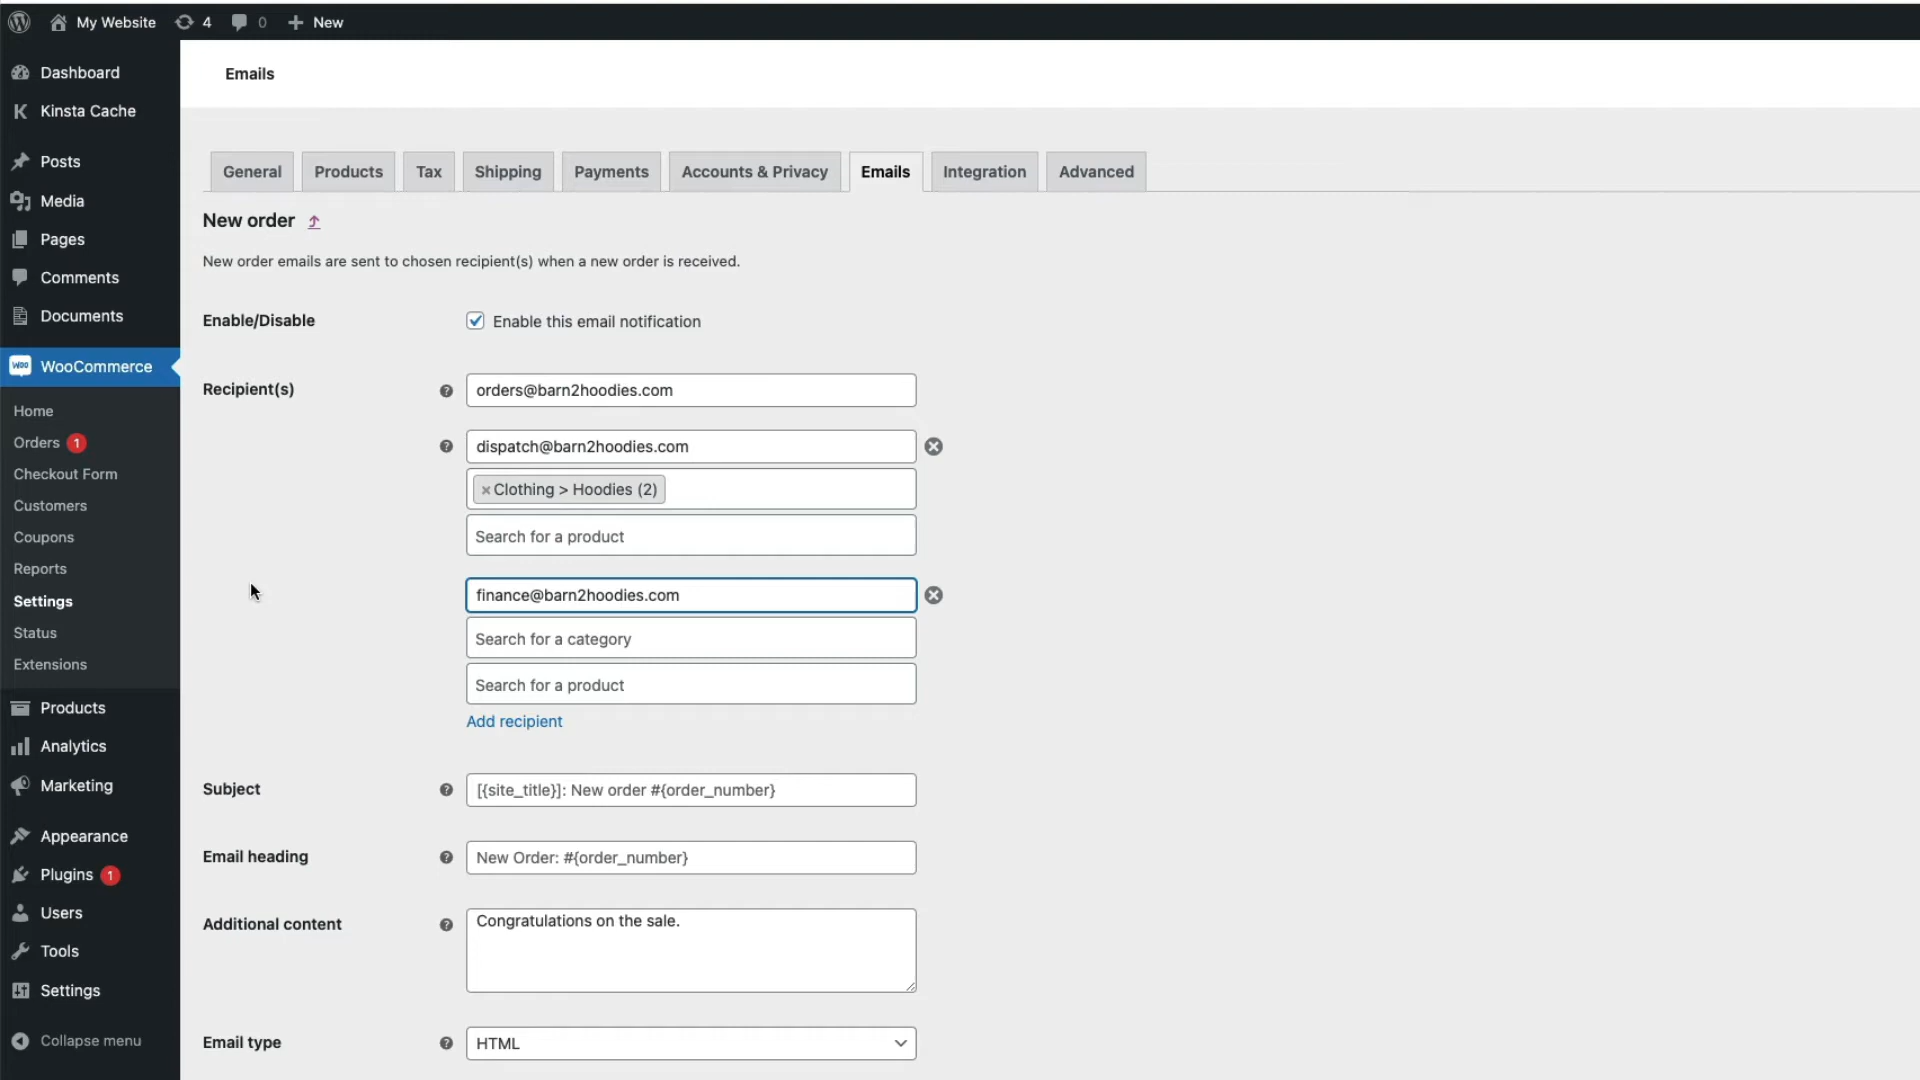 My Website 4 0 + New
Dashboard
Kinsta Cache
Posts
Media
Pages
Comments
Documents
WooCommerce
Home
Orders 1
Checkout Form
Customers
Coupons
Reports
Settings
Status
Extensions
Products
Analytics
Marketing
Appearance
Plugins 1
Users
Tools
Settings
Collapse menu
Emails
General Products Tax Shipping Payments Accounts & Privacy Emails Integration Advanced
New order
New order emails are sent to chosen recipient(s) when a new order is received.
Enable/Disable Enable this email notification
Recipient(s) orders@barn2hoodies.com
dispatch@barn2hoodies.com
×Clothing > Hoodies (2)
Search for a product
finance@barn2hoodies.com
Search for a category
Search for a product
Add recipient
Subject [{site_title}]: New order #{order_number}
Email heading New Order: #{order_number}
Additional content Congratulations on the sale.
Email type HTML